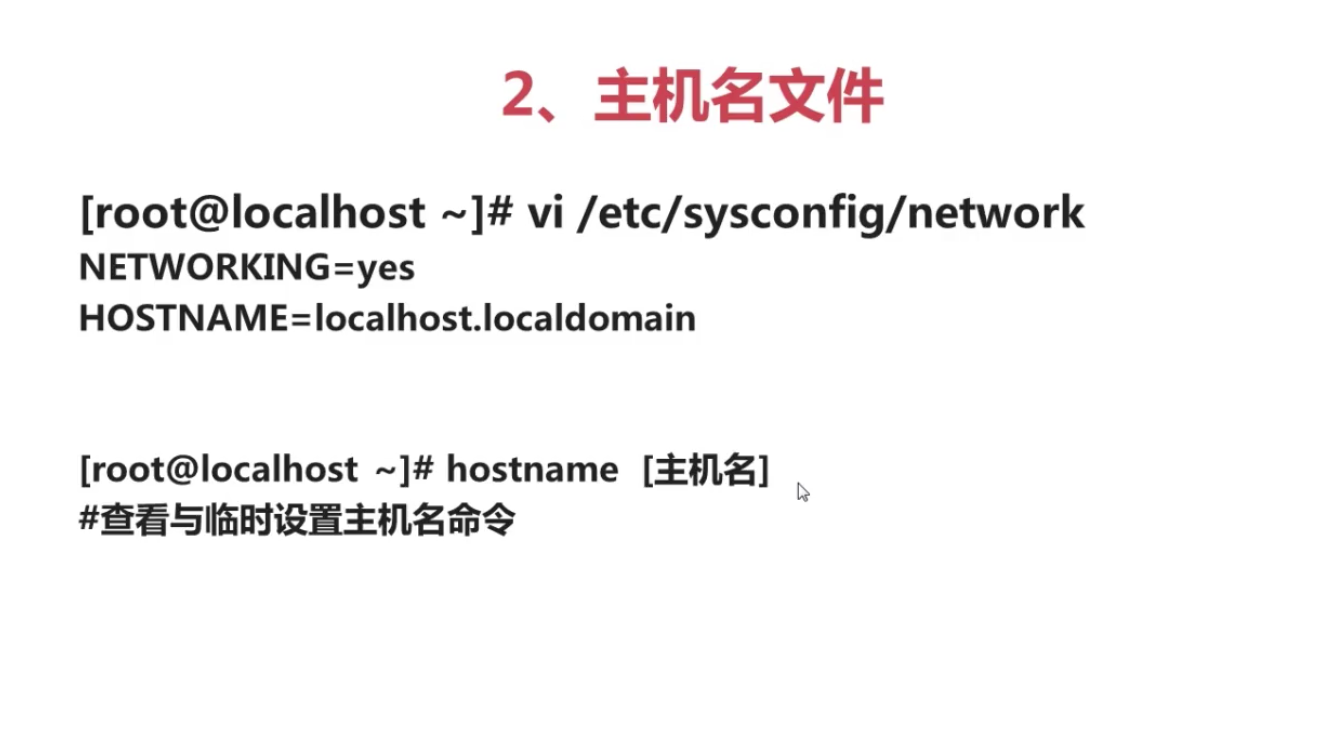 2、主机名文件
[root@localhost ~]# vi /etc/sysconfig/network
NETWORKING=yes
HOSTNAME=localhost.localdomain
[root@localhost ~]# hostname [主机名]
#查看与临时设置主机名命令